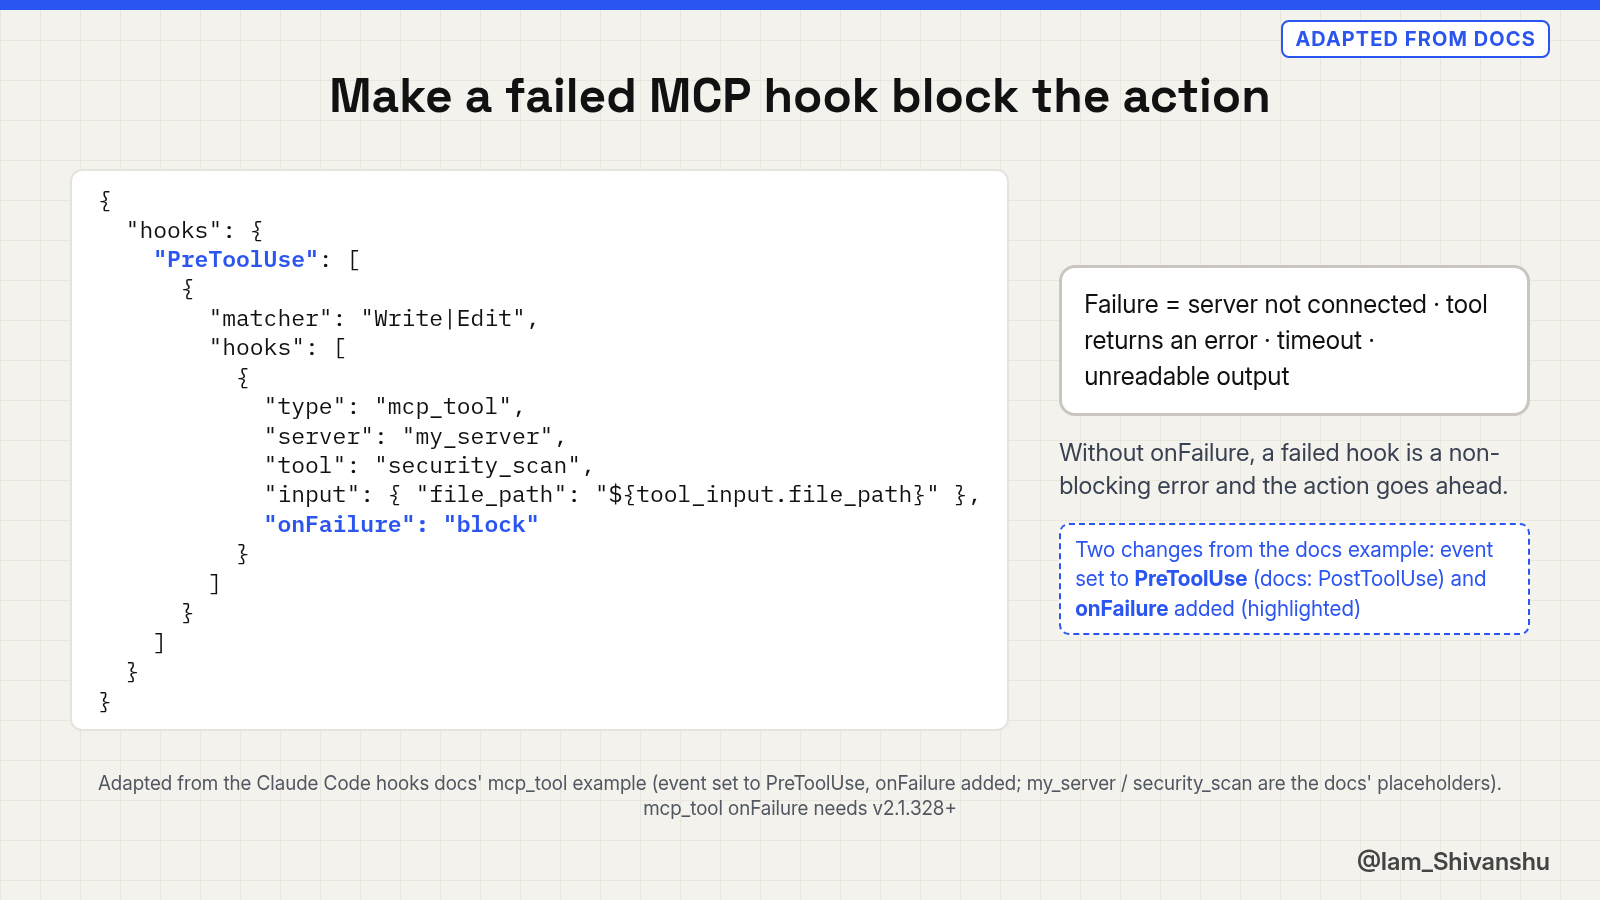 ADAPTED FROM DOCS
Make a failed MCP hook block the action
{
  "hooks": {
    "PreToolUse": [
      {
        "matcher": "Write|Edit",
        "hooks": [
          {
            "type": "mcp_tool",
            "server": "my_server",
            "tool": "security_scan",
            "input": { "file_path": "${tool_input.file_path}" },
            "onFailure": "block"
          }
        ]
      }
    ]
  }
}
Failure = server not connected · tool
returns an error · timeout ·
unreadable output
Without onFailure, a failed hook is a non-
blocking error and the action goes ahead.
Two changes from the docs example: event
set to PreToolUse (docs: PostToolUse) and
onFailure added (highlighted)
Adapted from the Claude Code hooks docs' mcp_tool example (event set to PreToolUse, onFailure added; my_server / security_scan are the docs' placeholders).
mcp_tool onFailure needs v2.1.328+
@Iam_Shivanshu